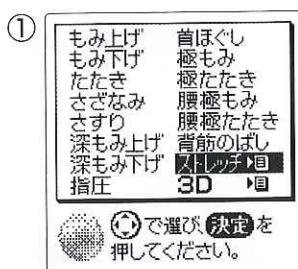 ①
もみ上げ 首ほぐし
もみ下げ 極もみ
たたき 極たたき
さざなみ 腰極もみ
さすり 腰極たたき
深もみ上げ 背筋のばし
深もみ下げ ストレッチ
指圧 3D
で選び、決定を
押してください。